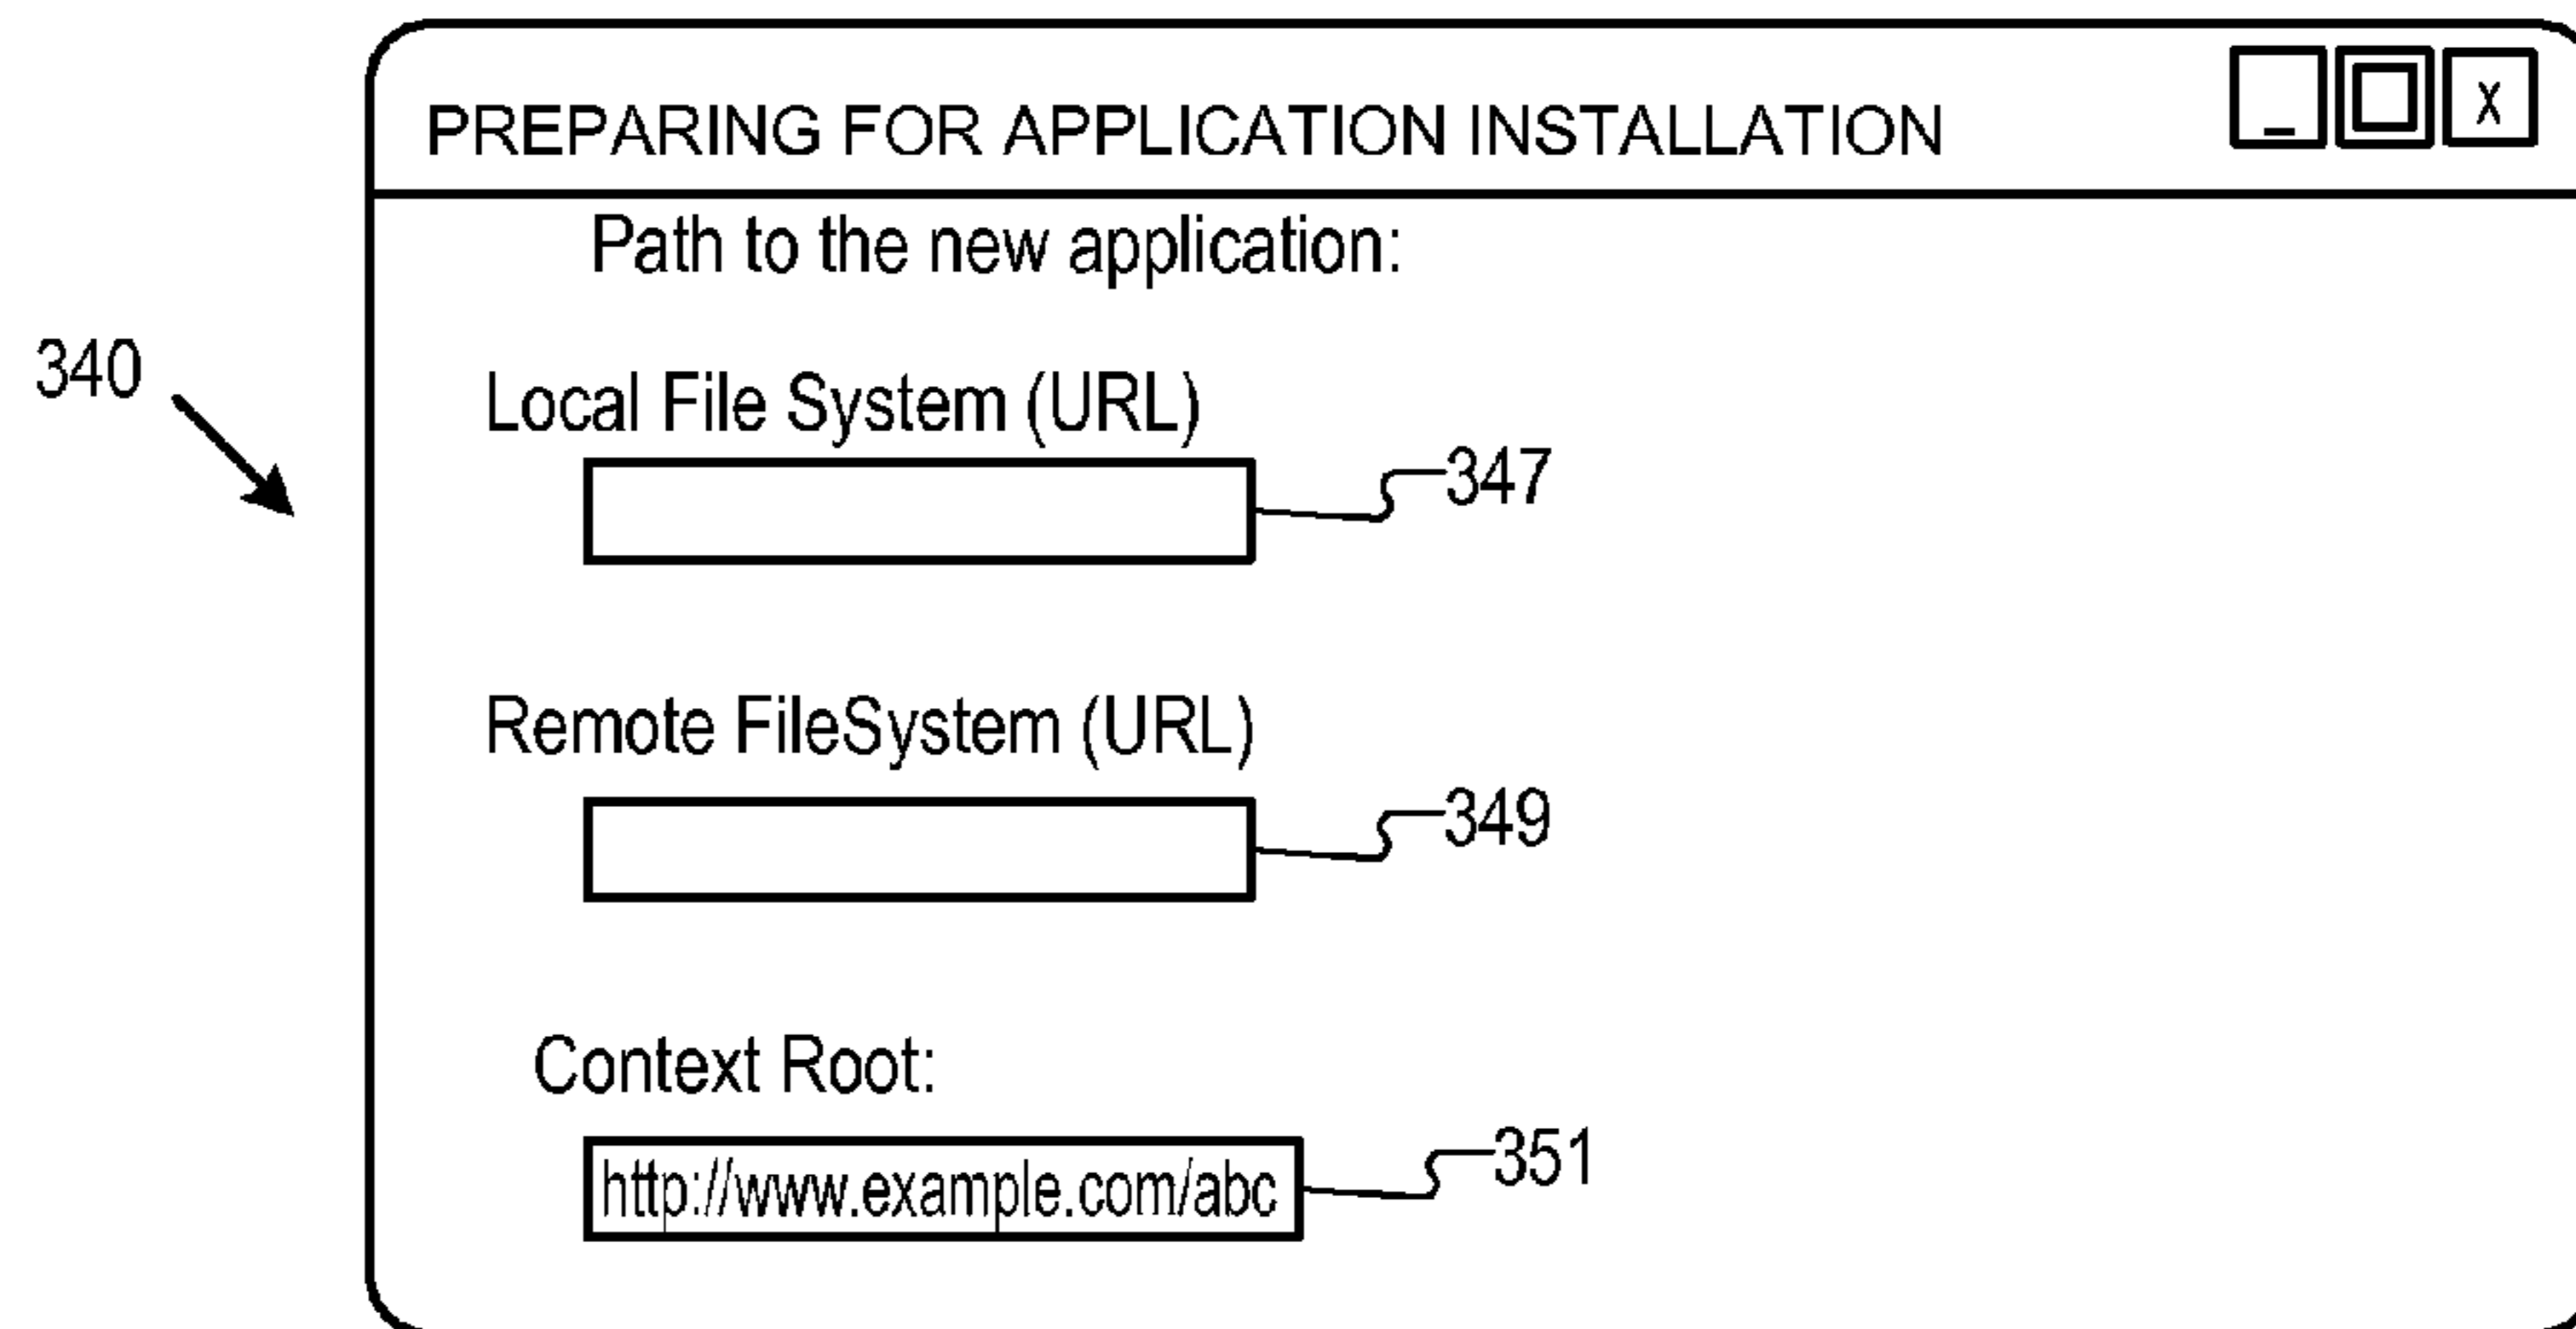 PREPARING FOR APPLICATION INSTALLATION _ X
Path to the new application:
340
Local File System (URL)
347
Remote FileSystem (URL)
349
Context Root:
http://www.example.com/abc 351